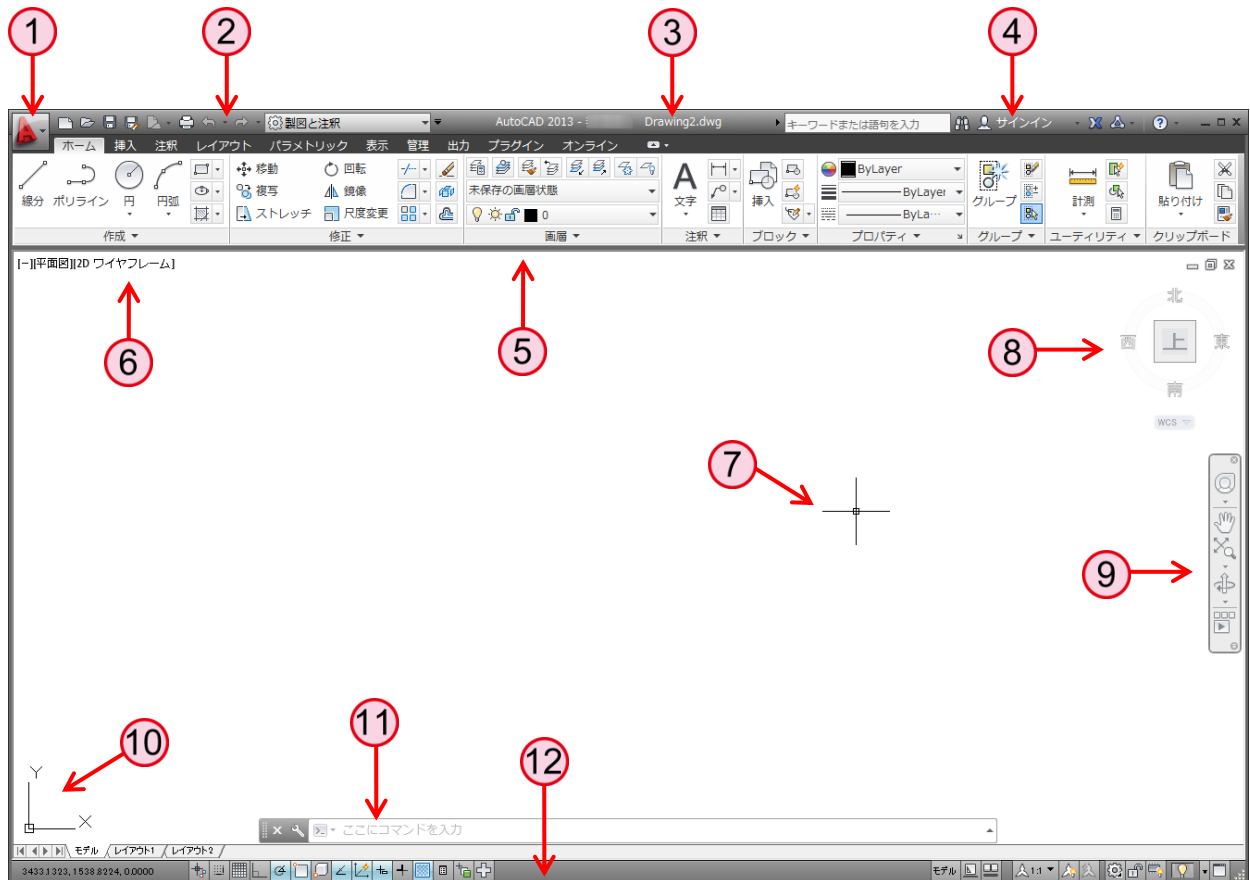 1 2 3 4
製図と注釈 AutoCAD 2013 - Drawing2.dwg キーワードまたは語句を入力 サインイン
ホーム 挿入 注釈 レイアウト パラメトリック 表示 管理 出力 プラグイン オンライン
線分 ポリライン 円 円弧
移動 回転
複写 鏡像
ストレッチ 尺度変更
未保存の画層状態
0
A
文字
挿入
ByLayer
ByLayer
ByLa…
グループ
計測
貼り付け
作成 修正 画層 注釈 ブロック プロパティ グループ ユーティリティ クリップボード
[−][平面図][2D ワイヤフレーム]
5
6
北
西 上 東
南
WCS
8
7
9
10
11
12
Y
X
ここにコマンドを入力
モデル レイアウト1 レイアウト2
3433.1323, 1538.8224, 0.0000 モデル 1:1